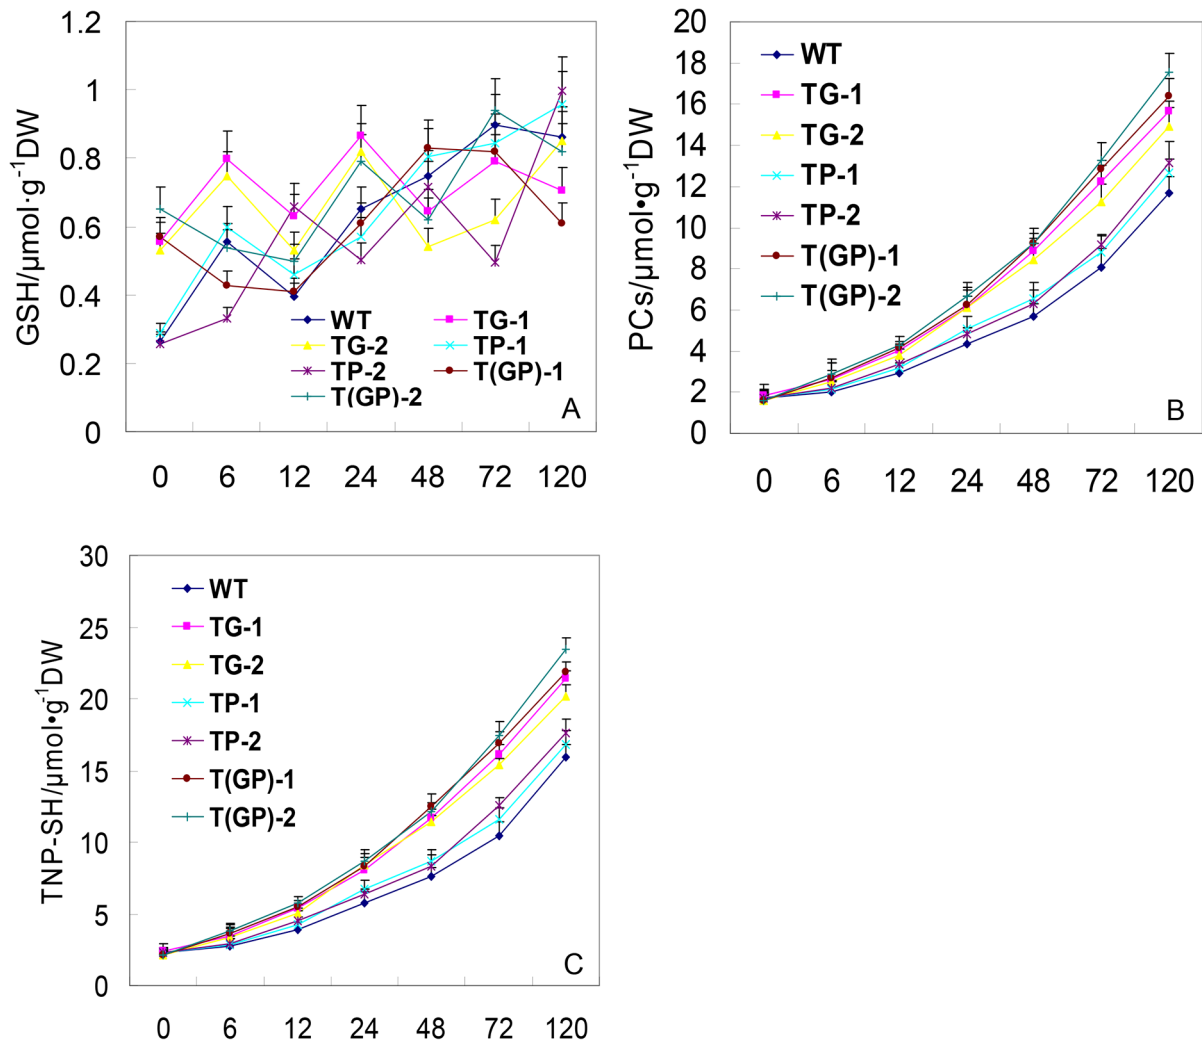 1.2
1
0.8
0.6
0.4
0.2
0
GSH/μmol·g⁻¹DW
WT TG-1
TG-2 TP-1
TP-2 T(GP)-1
T(GP)-2
A
0 6 12 24 48 72 120
20
18
16
14
12
10
8
6
4
2
0
PCs/μmol•g⁻¹DW
WT
TG-1
TG-2
TP-1
TP-2
T(GP)-1
T(GP)-2
B
0 6 12 24 48 72 120
30
25
20
15
10
5
0
TNP-SH/μmol•g⁻¹DW
WT
TG-1
TG-2
TP-1
TP-2
T(GP)-1
T(GP)-2
C
0 6 12 24 48 72 120